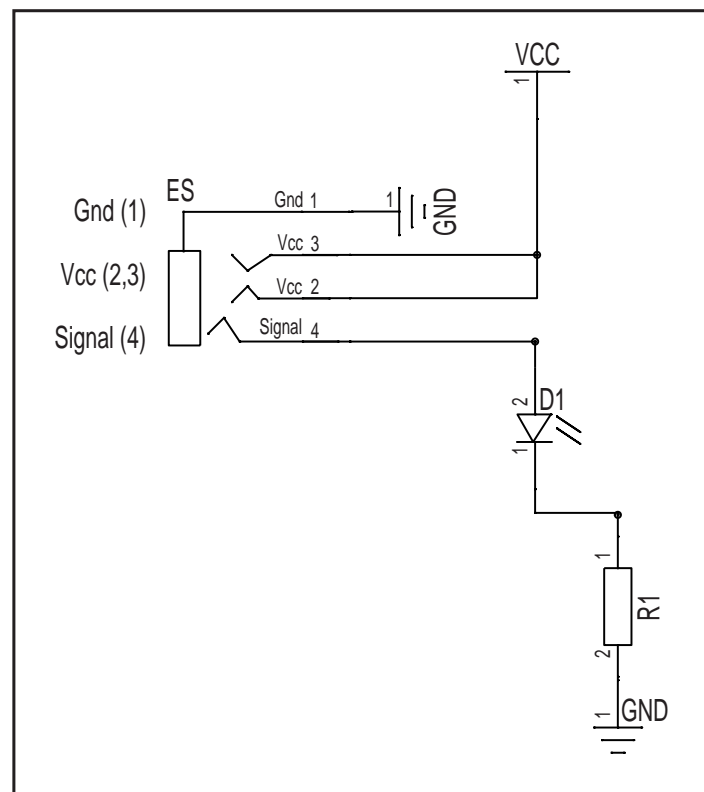 VCC
1
ES
Gnd (1)
Gnd 1
1
GND
Vcc 3
Vcc (2,3)
Vcc 2
Signal (4)
Signal 4
2
D1
1
1
R1
2
1
GND